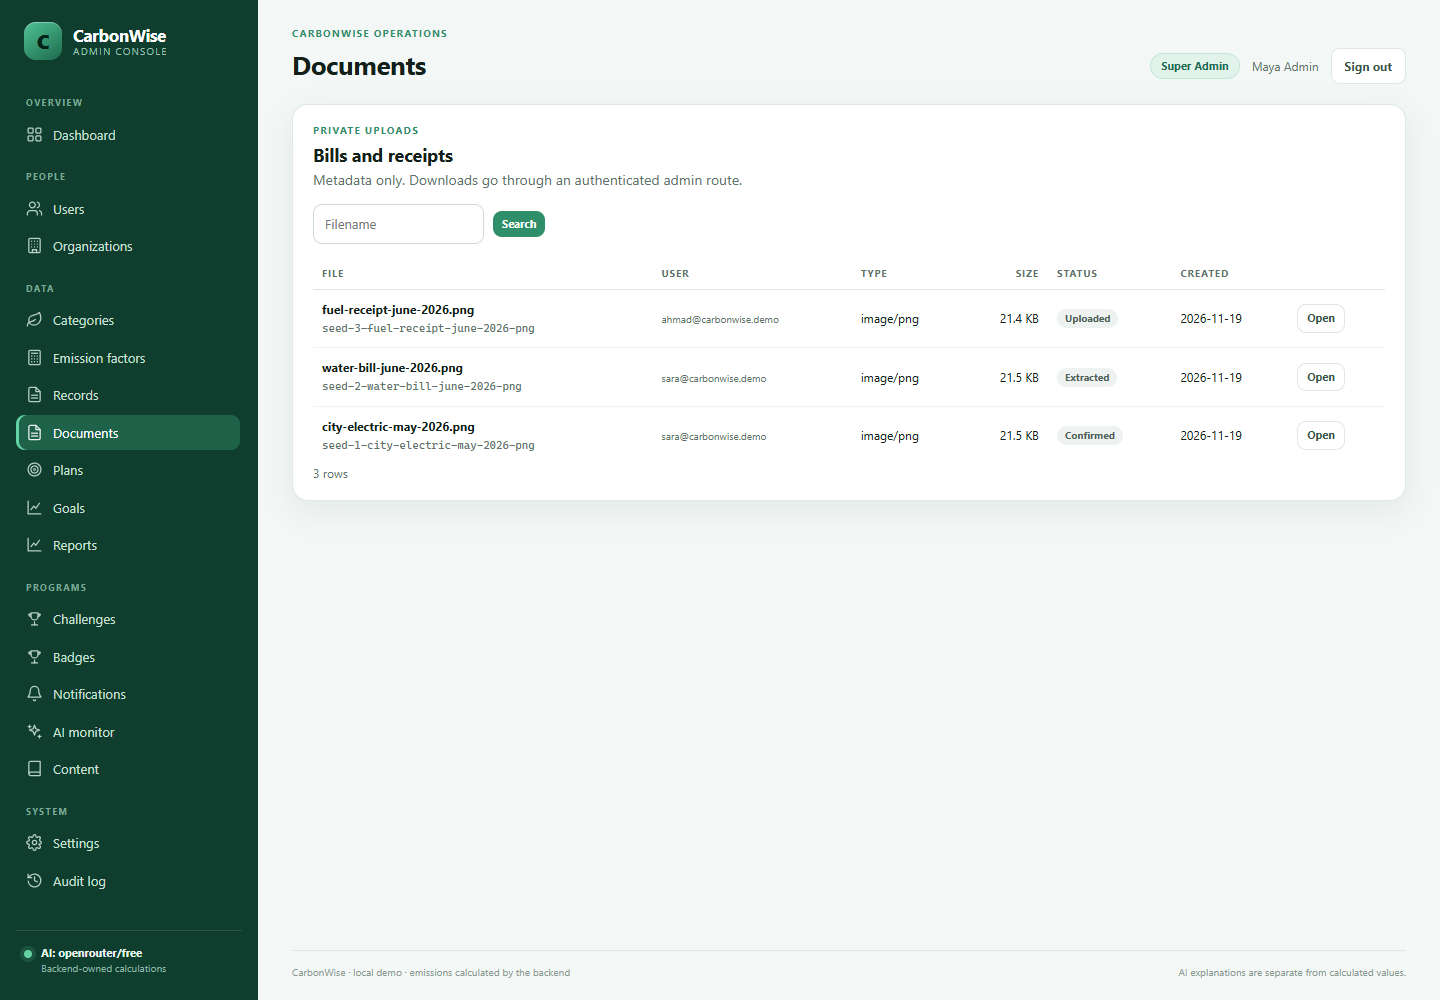 C
CarbonWise
ADMIN CONSOLE
OVERVIEW
Dashboard
PEOPLE
Users
Organizations
DATA
Categories
Emission factors
Records
Documents
Plans
Goals
Reports
PROGRAMS
Challenges
Badges
Notifications
AI monitor
Content
SYSTEM
Settings
Audit log
AI: openrouter/free
Backend-owned calculations
CARBONWISE OPERATIONS
Documents
Super Admin Maya Admin Sign out
PRIVATE UPLOADS
Bills and receipts
Metadata only. Downloads go through an authenticated admin route.
Filename Search
FILE USER TYPE SIZE STATUS CREATED
fuel-receipt-june-2026.png
seed-3-fuel-receipt-june-2026-png ahmad@carbonwise.demo image/png 21.4 KB Uploaded 2026-11-19 Open
water-bill-june-2026.png
seed-2-water-bill-june-2026-png sara@carbonwise.demo image/png 21.5 KB Extracted 2026-11-19 Open
city-electric-may-2026.png
seed-1-city-electric-may-2026-png sara@carbonwise.demo image/png 21.5 KB Confirmed 2026-11-19 Open
3 rows
CarbonWise · local demo · emissions calculated by the backend
AI explanations are separate from calculated values.